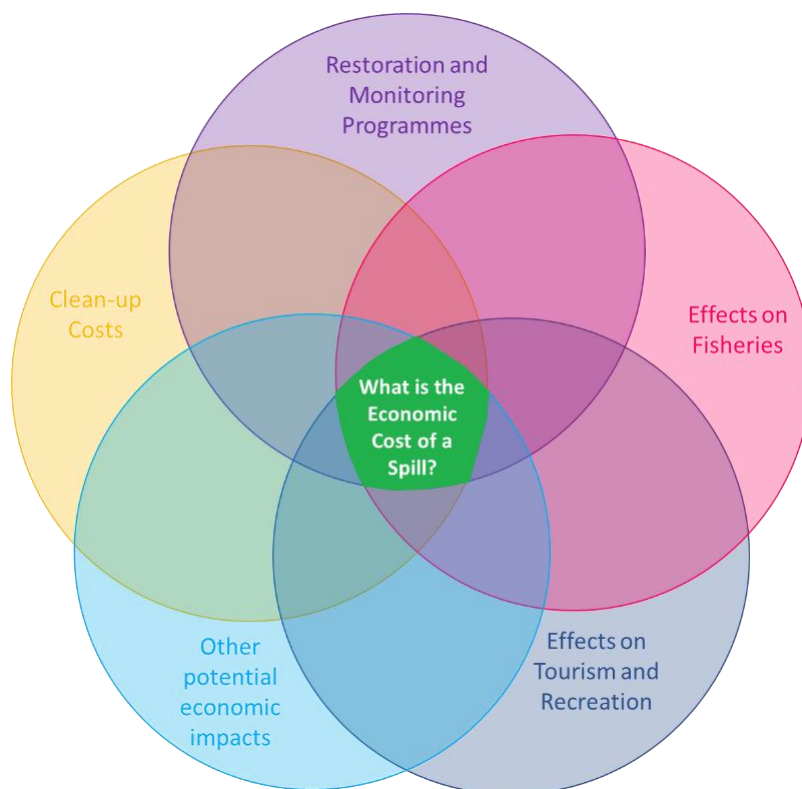 Restoration and
Monitoring
Programmes
Clean-up
Costs
Effects on
Fisheries
What is the
Economic
Cost of a
Spill?
Other
potential
economic
impacts
Effects on
Tourism and
Recreation